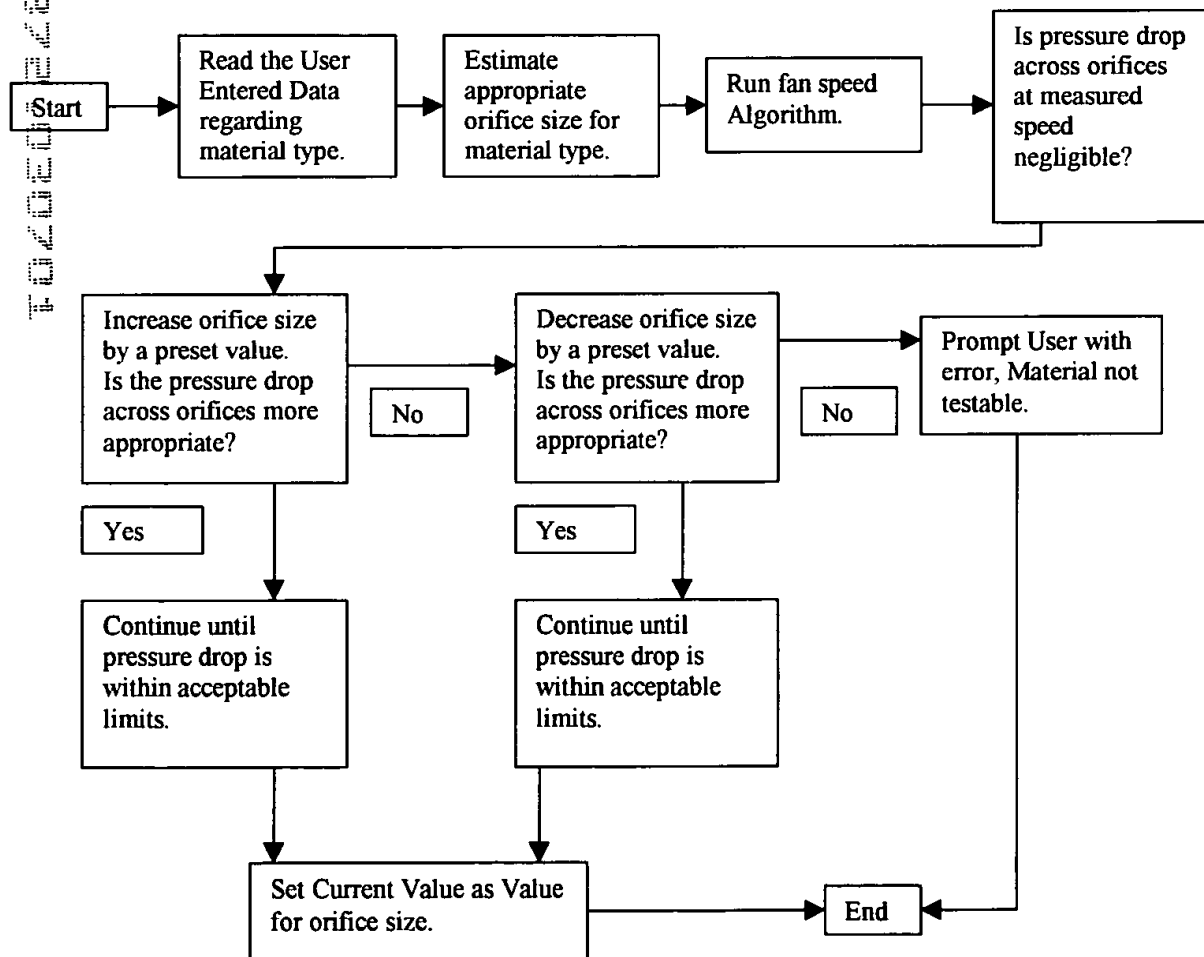 Start
Read the User
Entered Data
regarding
material type.
Estimate
appropriate
orifice size for
material type.
Run fan speed
Algorithm.
Is pressure drop
across orifices
at measured
speed
negligible?
Increase orifice size
by a preset value.
Is the pressure drop
across orifices more
appropriate?
No
Decrease orifice size
by a preset value.
Is the pressure drop
across orifices more
appropriate?
No
Prompt User with
error, Material not
testable.
Yes
Yes
Continue until
pressure drop is
within acceptable
limits.
Continue until
pressure drop is
within acceptable
limits.
Set Current Value as Value
for orifice size.
End